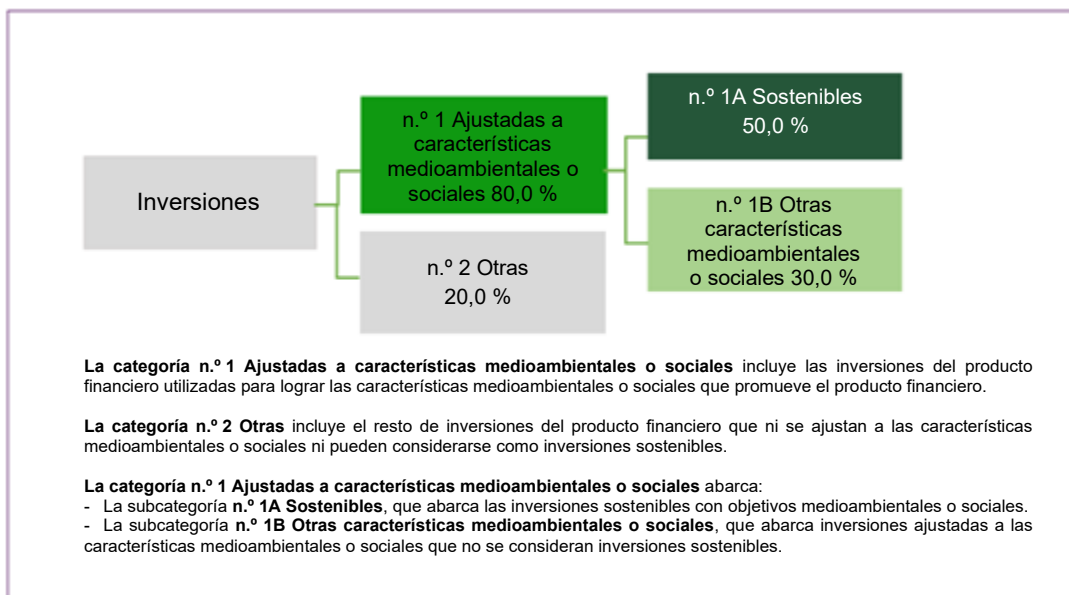 Inversiones
n.º 1 Ajustadas a
características
medioambientales o
sociales 80,0 %
n.º 2 Otras
20,0 %
n.º 1A Sostenibles
50,0 %
n.º 1B Otras
características
medioambientales
o sociales 30,0 %
La categoría n.º 1 Ajustadas a características medioambientales o sociales incluye las inversiones del producto
financiero utilizadas para lograr las características medioambientales o sociales que promueve el producto financiero.
La categoría n.º 2 Otras incluye el resto de inversiones del producto financiero que ni se ajustan a las características
medioambientales o sociales ni pueden considerarse como inversiones sostenibles.
La categoría n.º 1 Ajustadas a características medioambientales o sociales abarca:
- La subcategoría n.º 1A Sostenibles, que abarca las inversiones sostenibles con objetivos medioambientales o sociales.
- La subcategoría n.º 1B Otras características medioambientales o sociales, que abarca inversiones ajustadas a las
características medioambientales o sociales que no se consideran inversiones sostenibles.